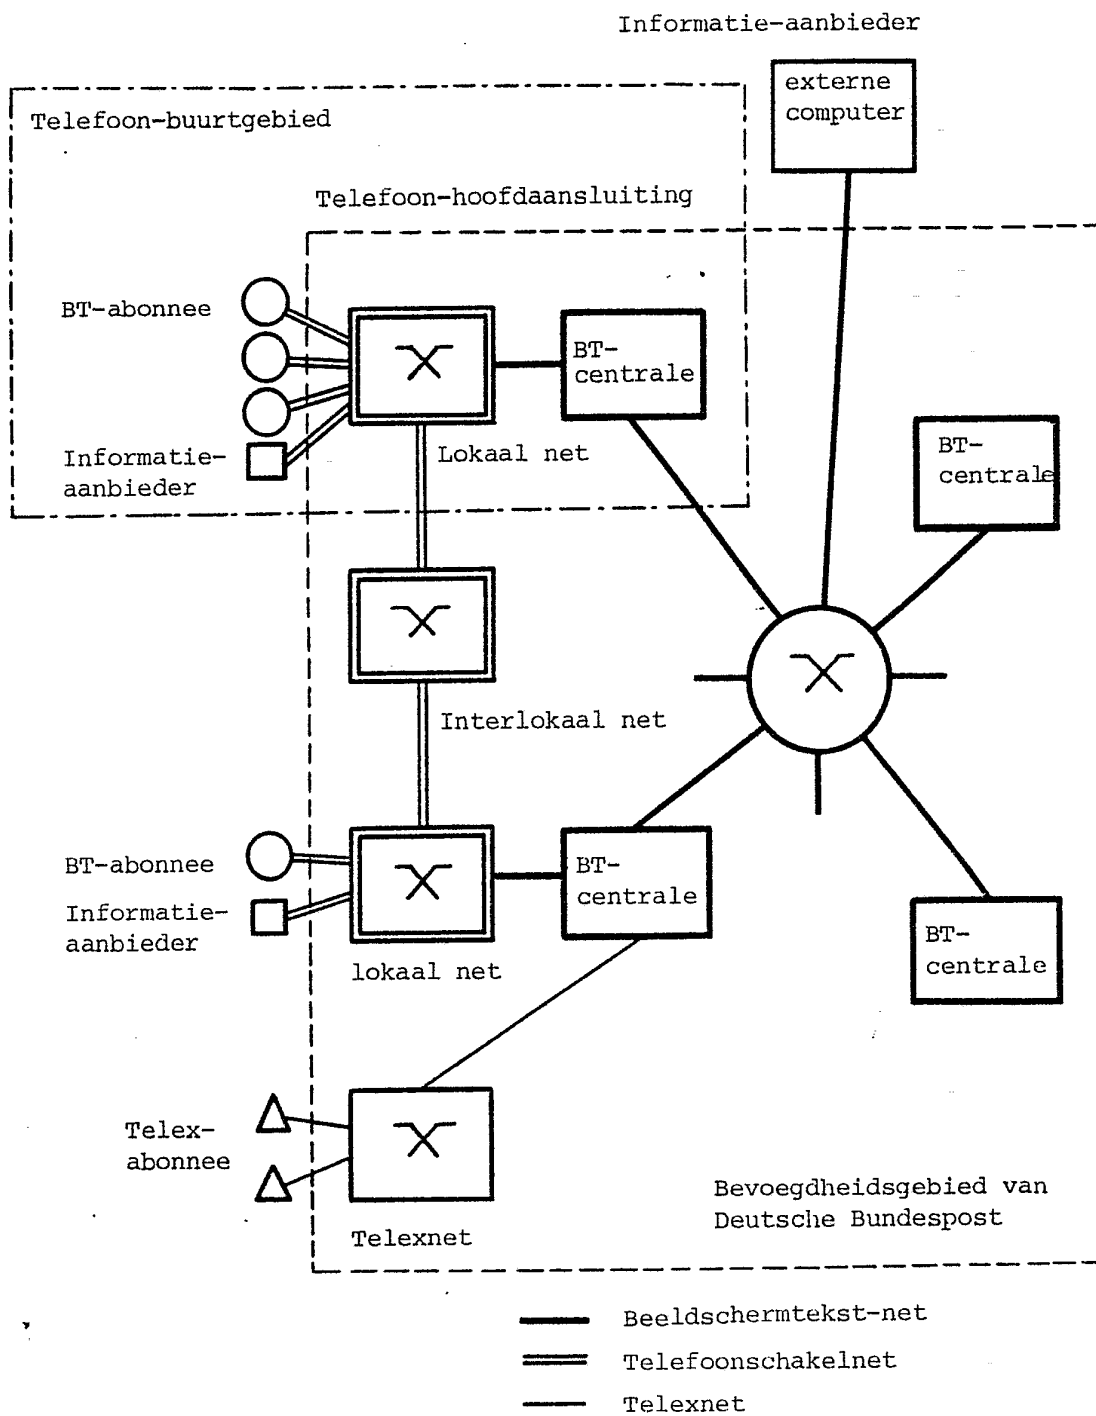 Informatie-aanbieder
externe
computer
Telefoon-buurtgebied
Telefoon-hoofdaansluiting
BT-abonnee
BT-
centrale
Informatie-
aanbieder
Lokaal net
BT-
centrale
Interlokaal net
BT-abonnee
Informatie-
aanbieder
BT-
centrale
lokaal net
BT-
centrale
Telex-
abonnee
Telexnet
Bevoegdheidsgebied van
Deutsche Bundespost
Beeldschermtekst-net
Telefoonschakelnet
Telexnet